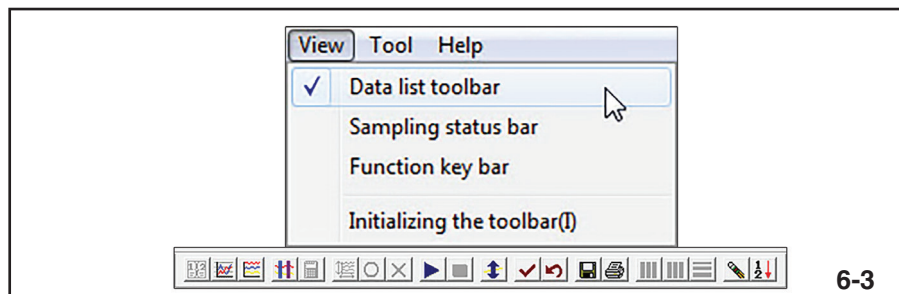 View Tool Help
Data list toolbar
Sampling status bar
Function key bar
Initializing the toolbar(I)
6-3